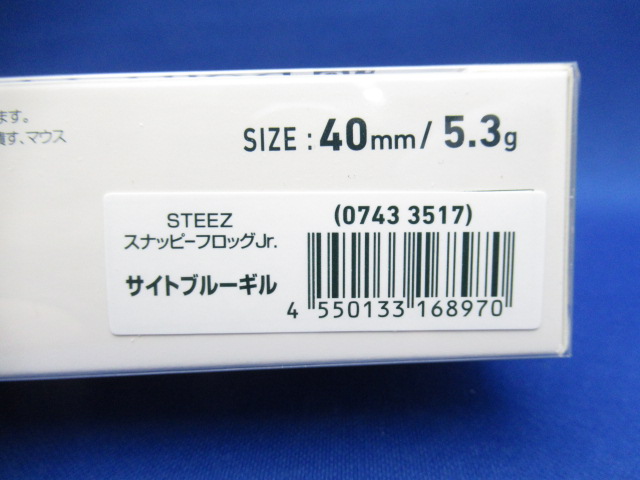 ます。
潰す、マウス
SIZE : 40mm / 5.3g
STEEZ
スナッピーフロッグJr.
サイトブルーギル
(0743 3517)
4 550133 168970